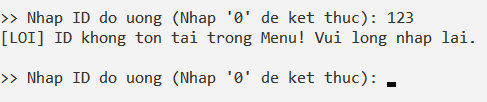 >> Nhap ID do uong (Nhap '0' de ket thuc): 123
[LOI] ID khong ton tai trong Menu! Vui long nhap lai.
>> Nhap ID do uong (Nhap '0' de ket thuc):